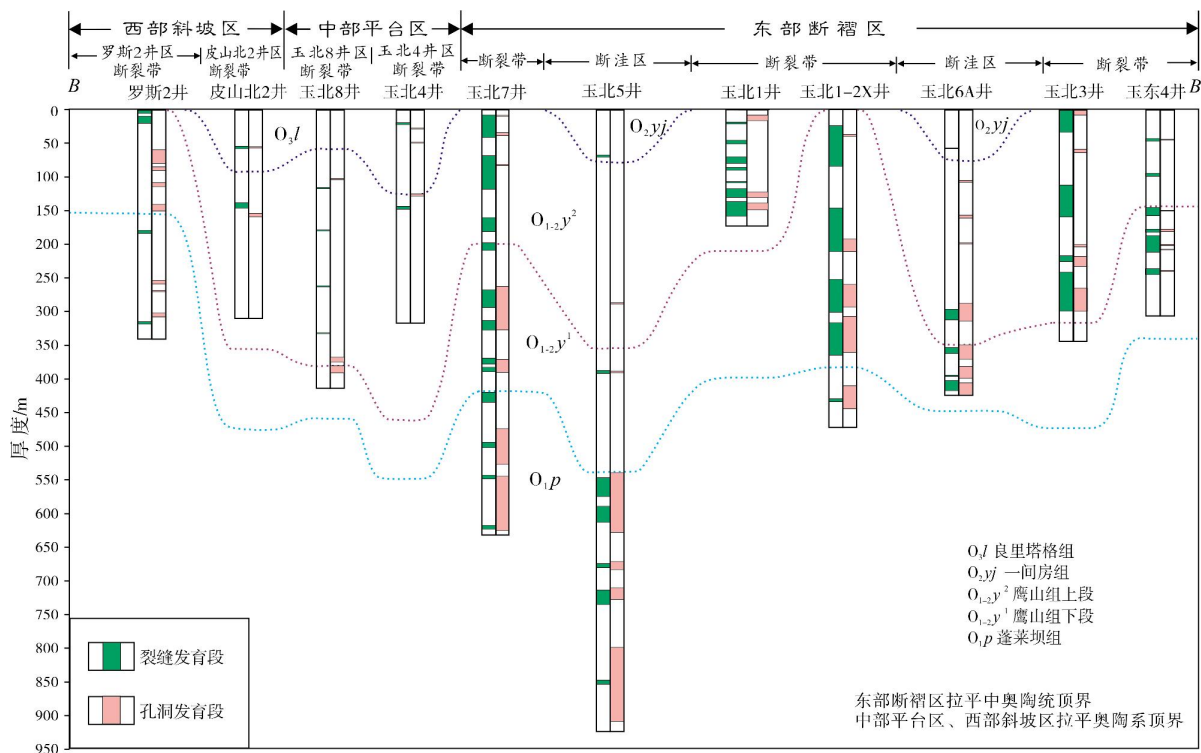 西部斜坡区 中部平台区 东部断褶区
罗斯2井区 皮山北2井区 玉北8井区 玉北4井区 断裂带 断洼区 断裂带 断洼区 断裂带
断裂带 断裂带 断裂带 断裂带
B 罗斯2井 皮山北2井 玉北8井 玉北4井 玉北7井 玉北5井 玉北1井 玉北1-2X井 玉北6A井 玉北3井 玉东4井 B
0
50
100
150
200
250
300
350
400
450
500
550
600
650
700
750
800
850
900
950
厚度/m
O₃l
O₂yj
O₂yj
O₁₋₂y²
O₁₋₂y¹
O₁p
O₃l 良里塔格组
O₂yj 一间房组
O₁₋₂y² 鹰山组上段
O₁₋₂y¹ 鹰山组下段
O₁p 蓬莱坝组
裂缝发育段
孔洞发育段
东部断褶区拉平中奥陶统顶界
中部平台区、西部斜坡区拉平奥陶系顶界